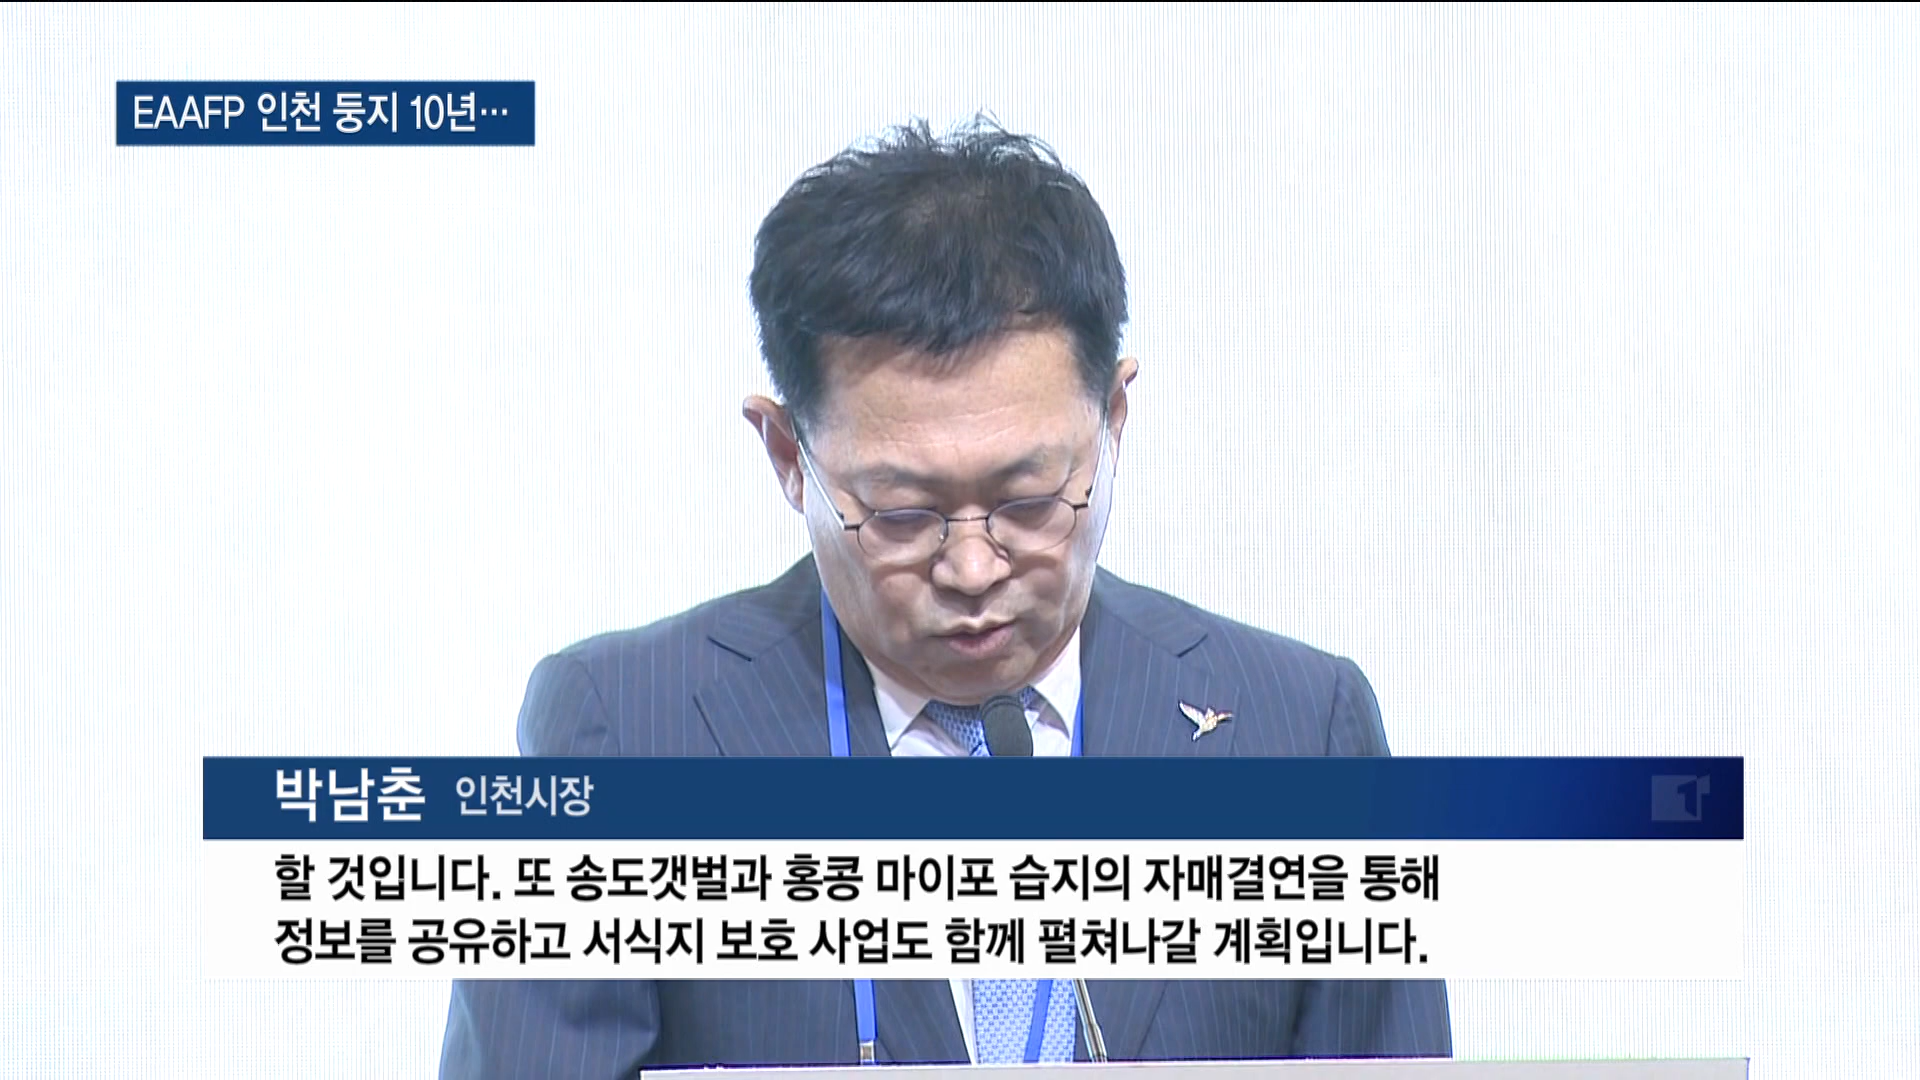 EAAFP 인천 둥지 10년…
박남춘 인천시장
할 것입니다. 또 송도갯벌과 홍콩 마이포 습지의 자매결연을 통해
정보를 공유하고 서식지 보호 사업도 함께 펼쳐나갈 계획입니다.